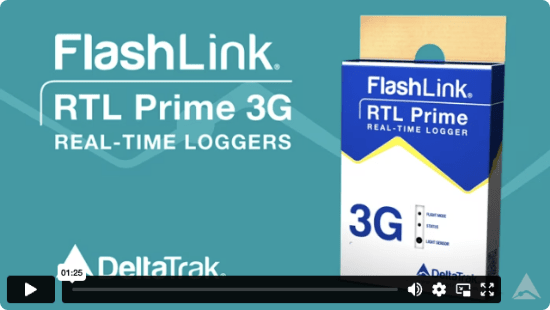 FlashLink®
RTL Prime 3G
REAL-TIME LOGGERS
DeltaTrak®
01:25
FlashLink®
RTL Prime
REAL-TIME LOGGER
3G
FLIGHT MODE
STATUS
LIGHT SENSOR
DeltaTrak